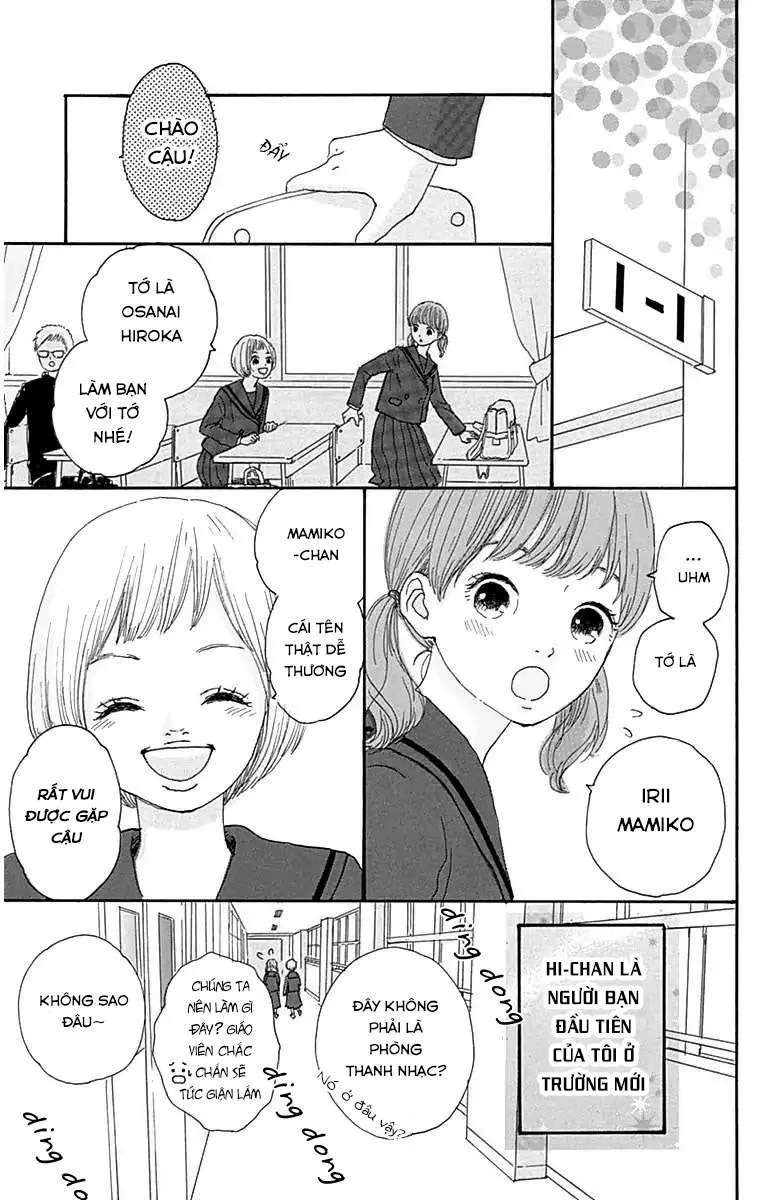 1-1
CHÀO
CẬU!
ĐẨY
TỚ LÀ
OSANAI
HIROKA
LÀM BẠN
VỚI TỚ
NHÉ!
...
UHM
TỚ LÀ
IRII
MAMIKO
MAMIKO
-CHAN
CÁI TÊN
THẬT DỄ
THƯƠNG
RẤT VUI
ĐƯỢC GẶP
CẬU
HI-CHAN LÀ
NGƯỜI BẠN
ĐẦU TIÊN
CỦA TÔI Ở
TRƯỜNG MỚI
ding dong
ĐÂY KHÔNG
PHẢI LÀ
PHÒNG
THANH NHẠC?
Nó ở đâu vậy?
ding dong
CHÚNG TA
NÊN LÀM GÌ
ĐÂY? GIÁO
VIÊN CHẮC
CHẮN SẼ
TỨC GIẬN LẮM
KHÔNG SAO
ĐÂU~
ding dong